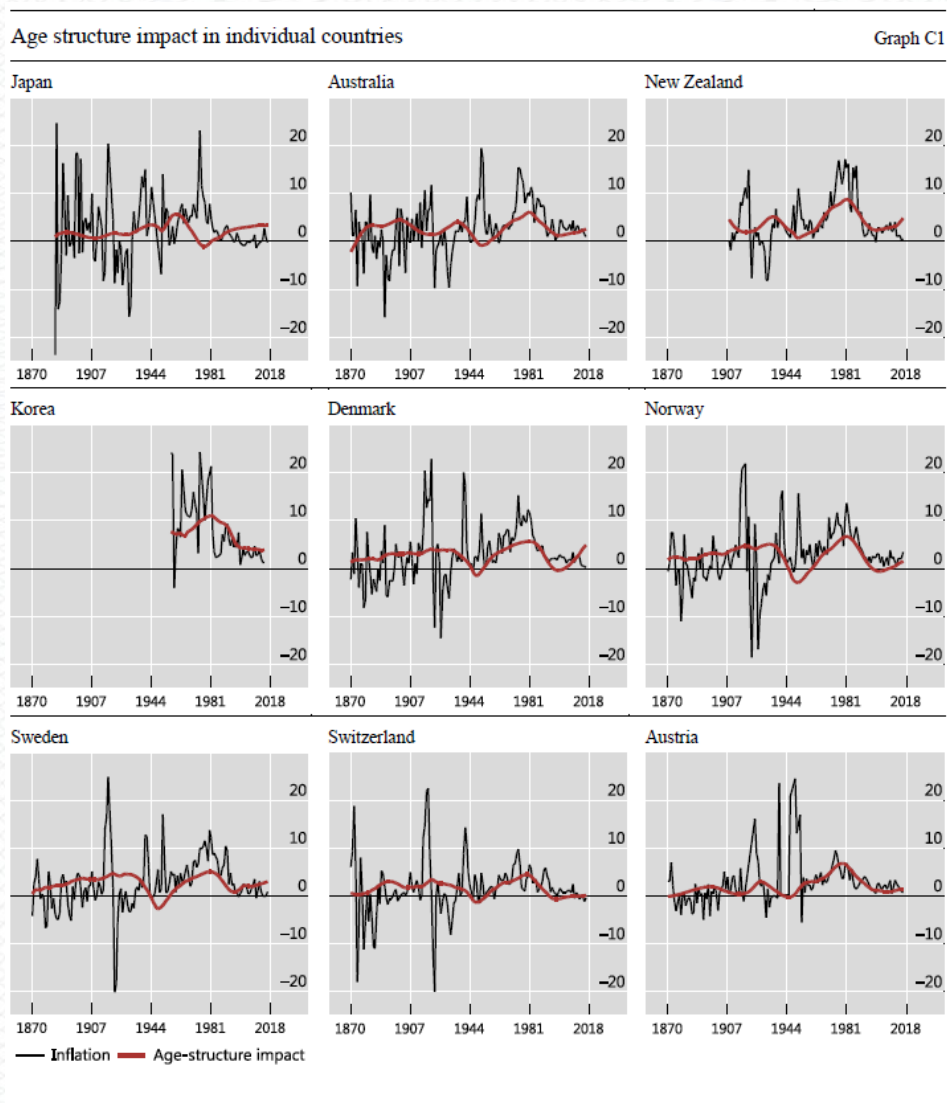 Age structure impact in individual countries Graph C1
Japan Australia New Zealand
20 20 20
10 10 10
0 0 0
−10 −10 −10
−20 −20 −20
1870 1907 1944 1981 2018 1870 1907 1944 1981 2018 1870 1907 1944 1981 2018
Korea Denmark Norway
20 20 20
10 10 10
0 0 0
−10 −10 −10
−20 −20 −20
1870 1907 1944 1981 2018 1870 1907 1944 1981 2018 1870 1907 1944 1981 2018
Sweden Switzerland Austria
20 20 20
10 10 10
0 0 0
−10 −10 −10
−20 −20 −20
1870 1907 1944 1981 2018 1870 1907 1944 1981 2018 1870 1907 1944 1981 2018
Inflation Age-structure impact